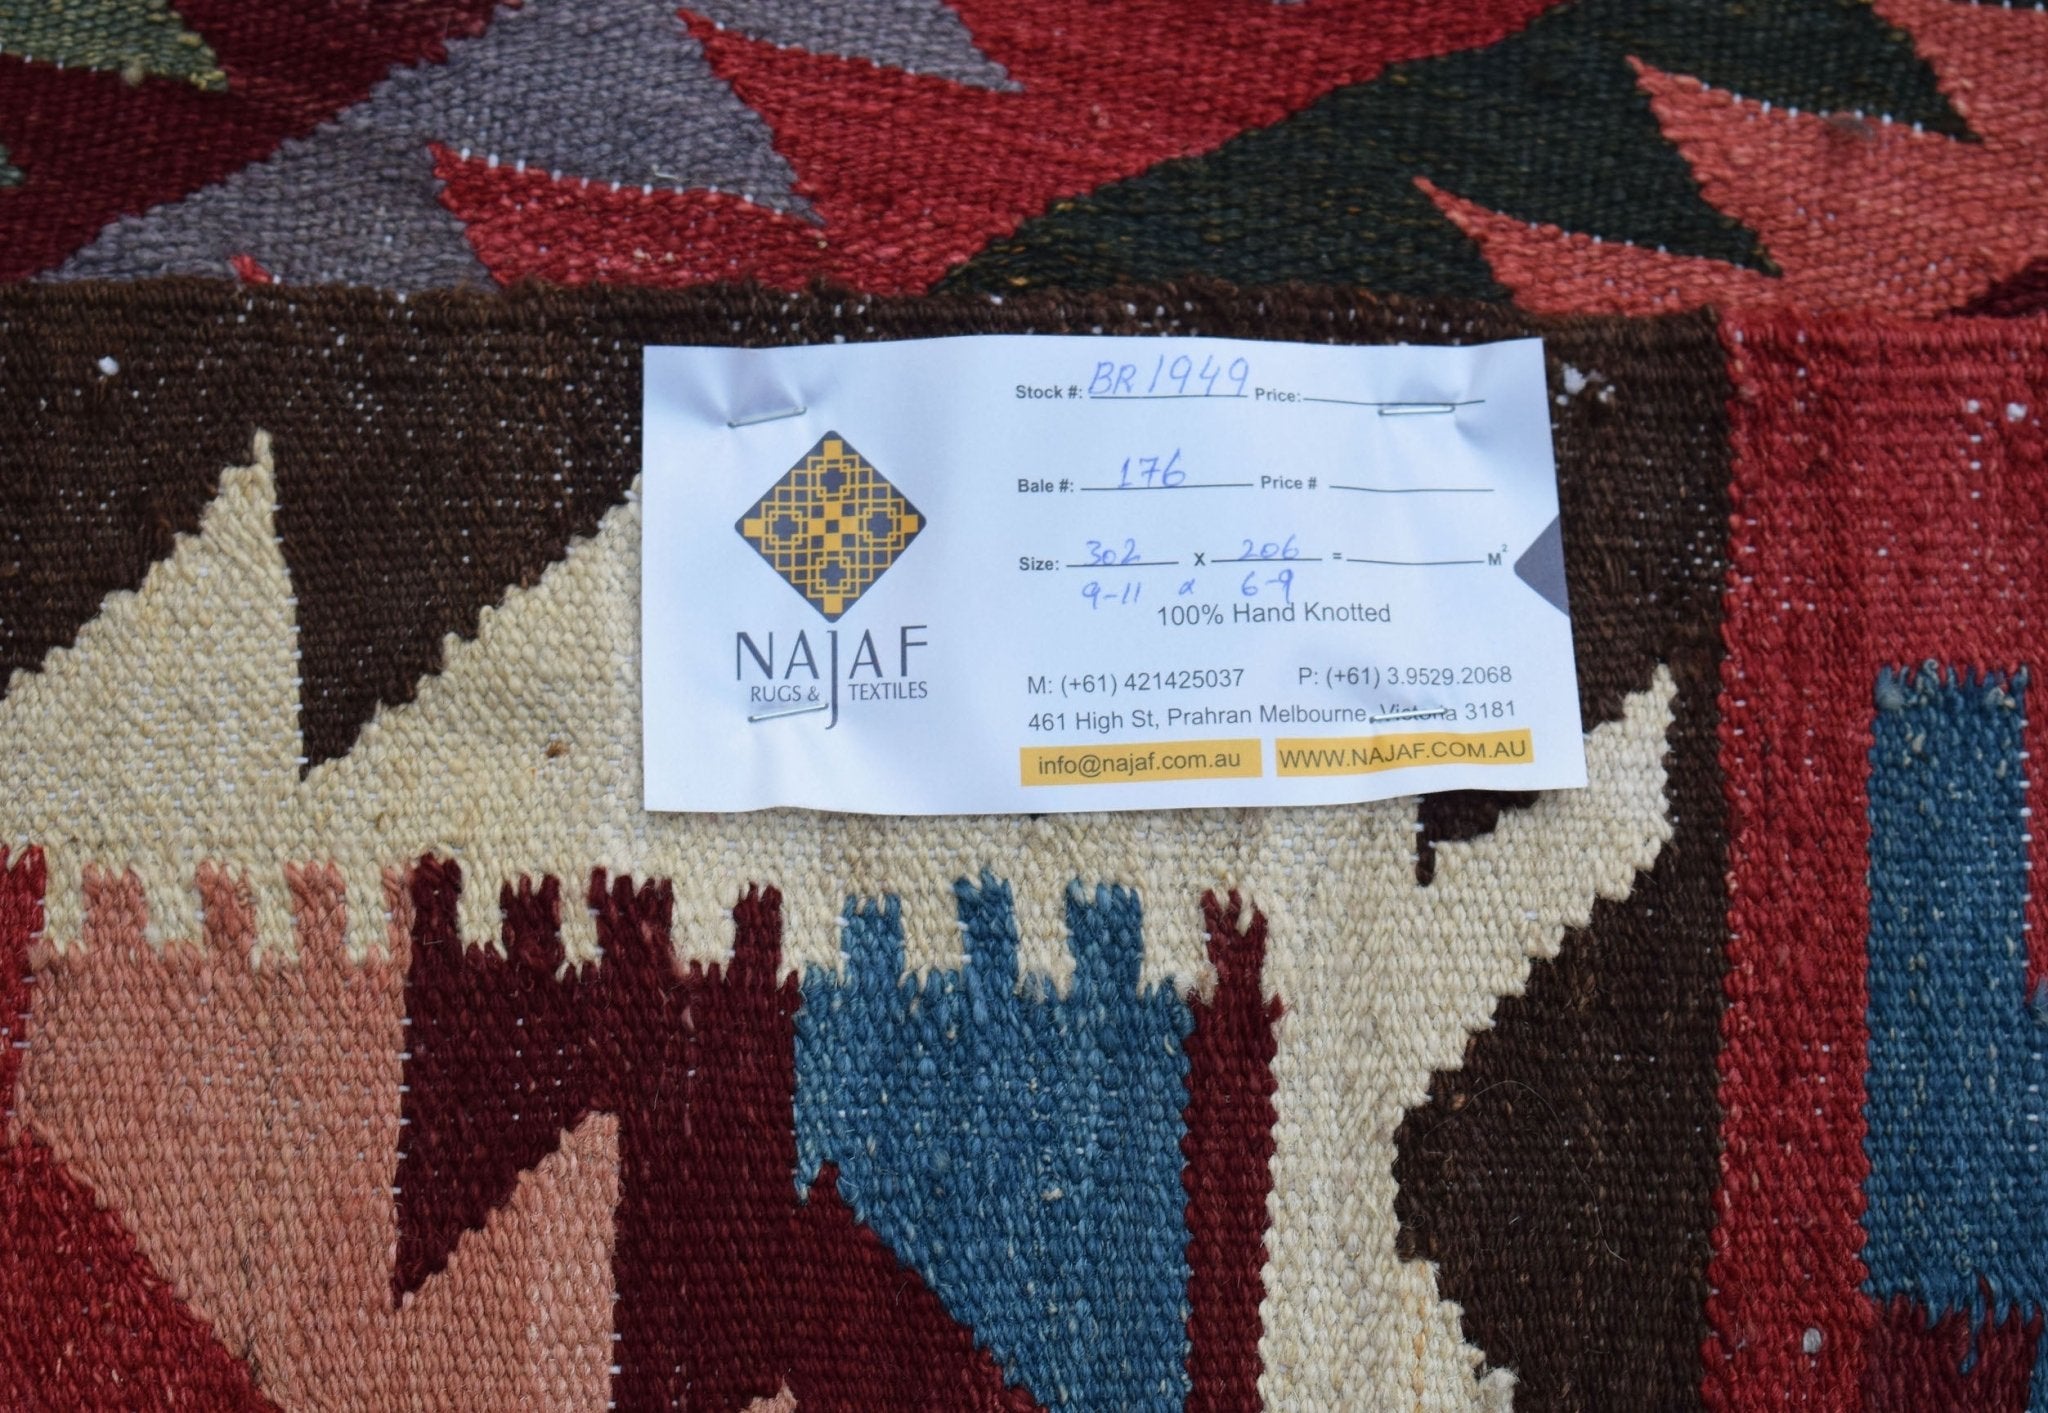 NAJAF
RUGS & TEXTILES
Stock #: BR1949 Price:
Bale #: 176 Price #
Size: 302 X 206 = M²
9-11 x 6-9
100% Hand Knotted
M: (+61) 421425037 P: (+61) 3.9529.2068
461 High St, Prahran Melbourne, Victoria 3181
info@najaf.com.au WWW.NAJAF.COM.AU